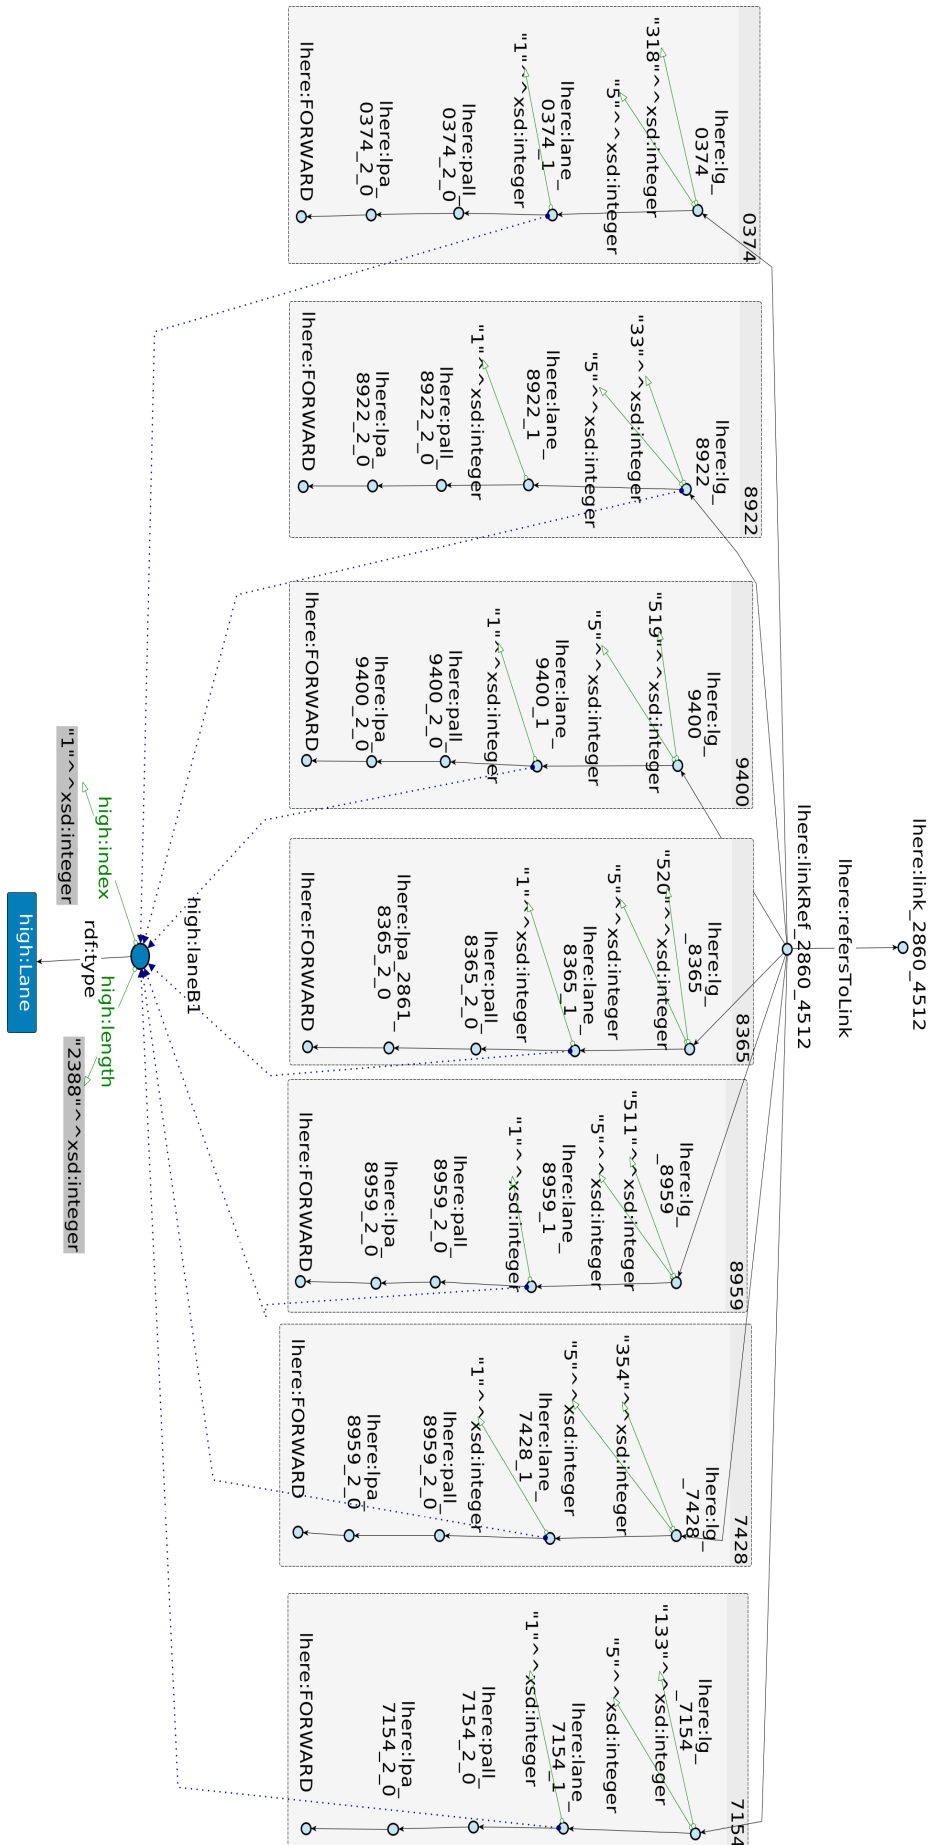 lhere:link_2860_4512
lhere:refersToLink
lhere:linkRef_2860_4512
0374
lhere:lg_
0374
"318"^^xsd:integer
"5"^^xsd:integer
lhere:lane_
0374_1
"1"^^xsd:integer
lhere:pall_
0374_2_0
lhere:lpa_
0374_2_0
lhere:FORWARD
8922
lhere:lg_
8922
"33"^^xsd:integer
"5"^^xsd:integer
lhere:lane_
8922_1
"1"^^xsd:integer
lhere:pall_
8922_2_0
lhere:lpa_
8922_2_0
lhere:FORWARD
9400
lhere:lg_
9400
"519"^^xsd:integer
"5"^^xsd:integer
lhere:lane_
9400_1
"1"^^xsd:integer
lhere:pall_
9400_2_0
lhere:lpa_
9400_2_0
lhere:FORWARD
8365
lhere:lg_
_8365
"520"^^xsd:integer
"5"^^xsd:integer
lhere:lane_
8365_1
"1"^^xsd:integer
lhere:pall_
8365_2_0
lhere:lpa_2861_
8365_2_0
lhere:FORWARD
8959
lhere:lg_
_8959
"511"^^xsd:integer
"5"^^xsd:integer
lhere:lane_
8959_1
"1"^^xsd:integer
lhere:pall_
8959_2_0
lhere:lpa_
8959_2_0
lhere:FORWARD
7428
lhere:lg_
_7428
"354"^^xsd:integer
"5"^^xsd:integer
lhere:lane_
7428_1
"1"^^xsd:integer
lhere:pall_
8959_2_0
lhere:lpa_
8959_2_0
lhere:FORWARD
7154
lhere:lg_
_7154
"133"^^xsd:integer
"5"^^xsd:integer
lhere:lane_
7154_1
"1"^^xsd:integer
lhere:pall_
7154_2_0
lhere:lpa_
7154_2_0
lhere:FORWARD
high:laneB1
high:index
rdf:type
high:length
"1"^^xsd:integer
"2388"^^xsd:integer
high:Lane